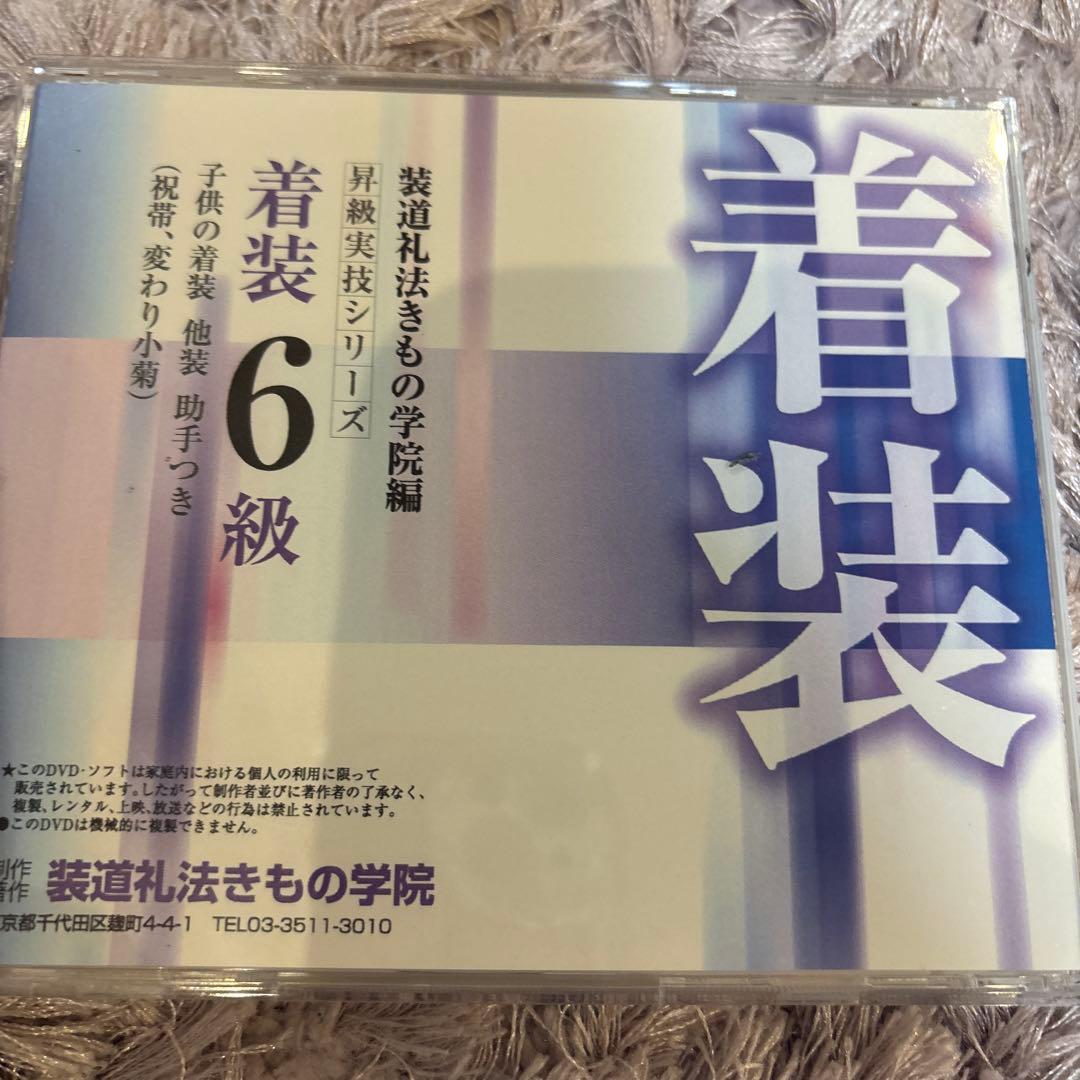 着装
装道礼法きもの学院編
昇級実技シリーズ
着装6級
子供の着装 他装 助手つき
(祝帯、変わり小菊)
★このDVD・ソフトは家庭内における個人の利用に限って
販売されています。したがって制作者並びに著作者の了承なく、
複製、レンタル、上映、放送などの行為は禁止されています。
●このDVDは機械的に複製できません。
制作
著作
装道礼法きもの学院
京都千代田区麹町4-4-1 TEL03-3511-3010